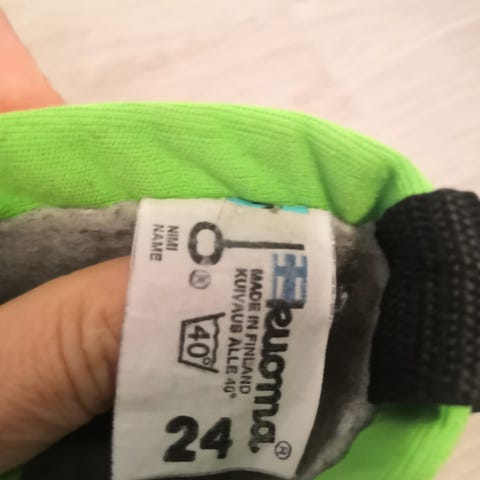 NIMI
NAME
kuoma®
MADE IN FINLAND
KUIVAUS ALLE 40°
40°
24